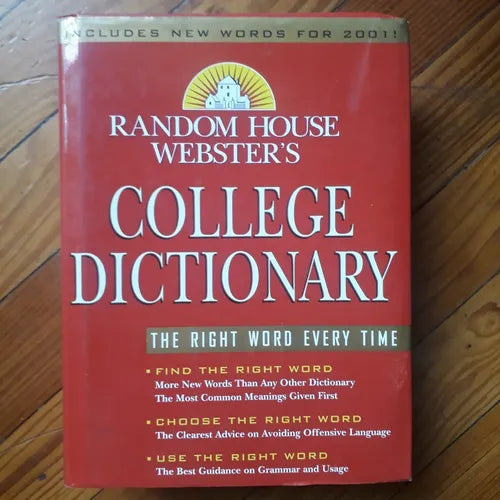 INCLUDES NEW WORDS FOR 2001!
RANDOM HOUSE
WEBSTER'S
COLLEGE
DICTIONARY
THE RIGHT WORD EVERY TIME
▪ FIND THE RIGHT WORD
More New Words Than Any Other Dictionary
The Most Common Meanings Given First
▪ CHOOSE THE RIGHT WORD
The Clearest Advice on Avoiding Offensive Language
▪ USE THE RIGHT WORD
The Best Guidance on Grammar and Usage